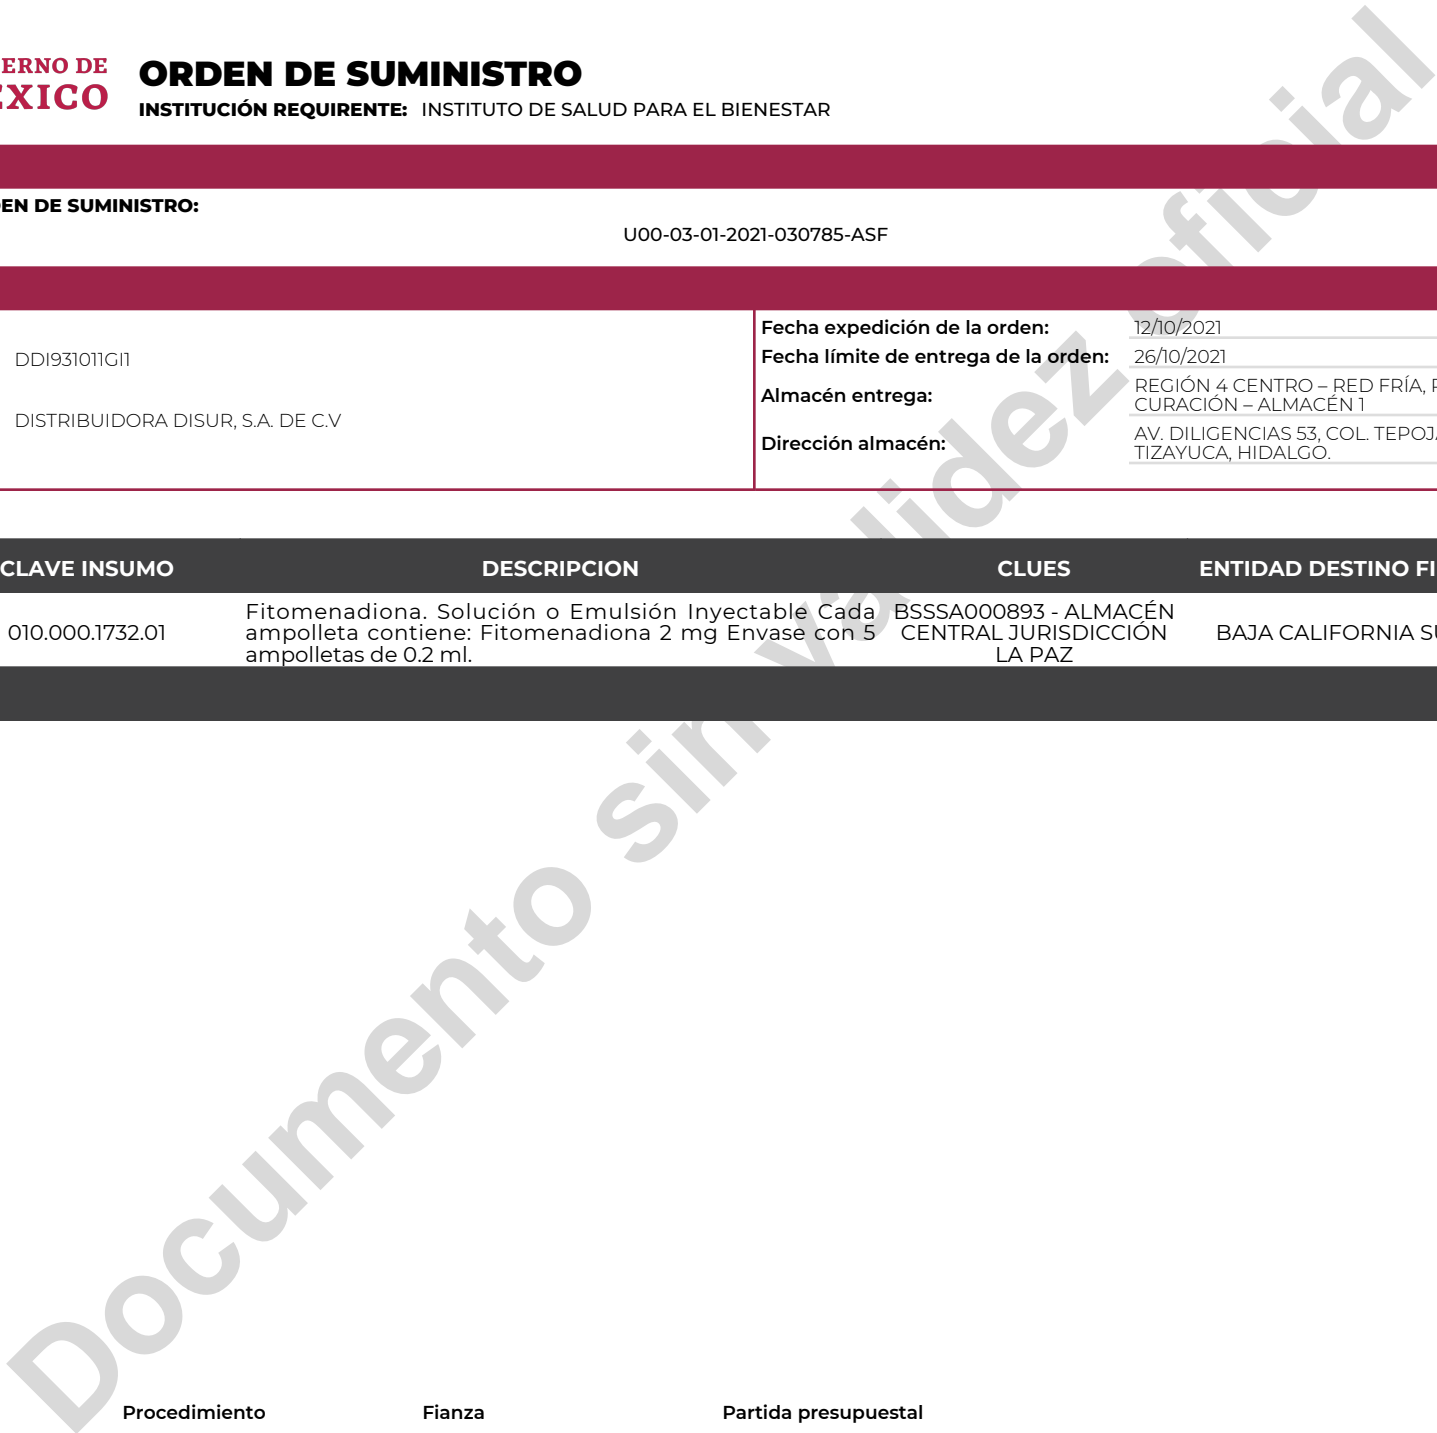 ERNO DE
XICO
ORDEN DE SUMINISTRO
INSTITUCIÓN REQUIRENTE: INSTITUTO DE SALUD PARA EL BIENESTAR
EN DE SUMINISTRO:
U00-03-01-2021-030785-ASF
DDI931011GI1
DISTRIBUIDORA DISUR, S.A. DE C.V
Fecha expedición de la orden: 12/10/2021
Fecha límite de entrega de la orden: 26/10/2021
Almacén entrega: REGIÓN 4 CENTRO – RED FRÍA,
CURACIÓN – ALMACÉN 1
Dirección almacén: AV. DILIGENCIAS 53, COL. TEPOJ
TIZAYUCA, HIDALGO.
CLAVE INSUMO DESCRIPCION CLUES ENTIDAD DESTINO FI
010.000.1732.01
Fitomenadiona. Solución o Emulsión Inyectable Cada
ampolleta contiene: Fitomenadiona 2 mg Envase con 5
ampolletas de 0.2 ml.
BSSSA000893 - ALMACÉN
CENTRAL JURISDICCIÓN
LA PAZ
BAJA CALIFORNIA S
Documento sin validez oficial
Procedimiento Fianza Partida presupuestal